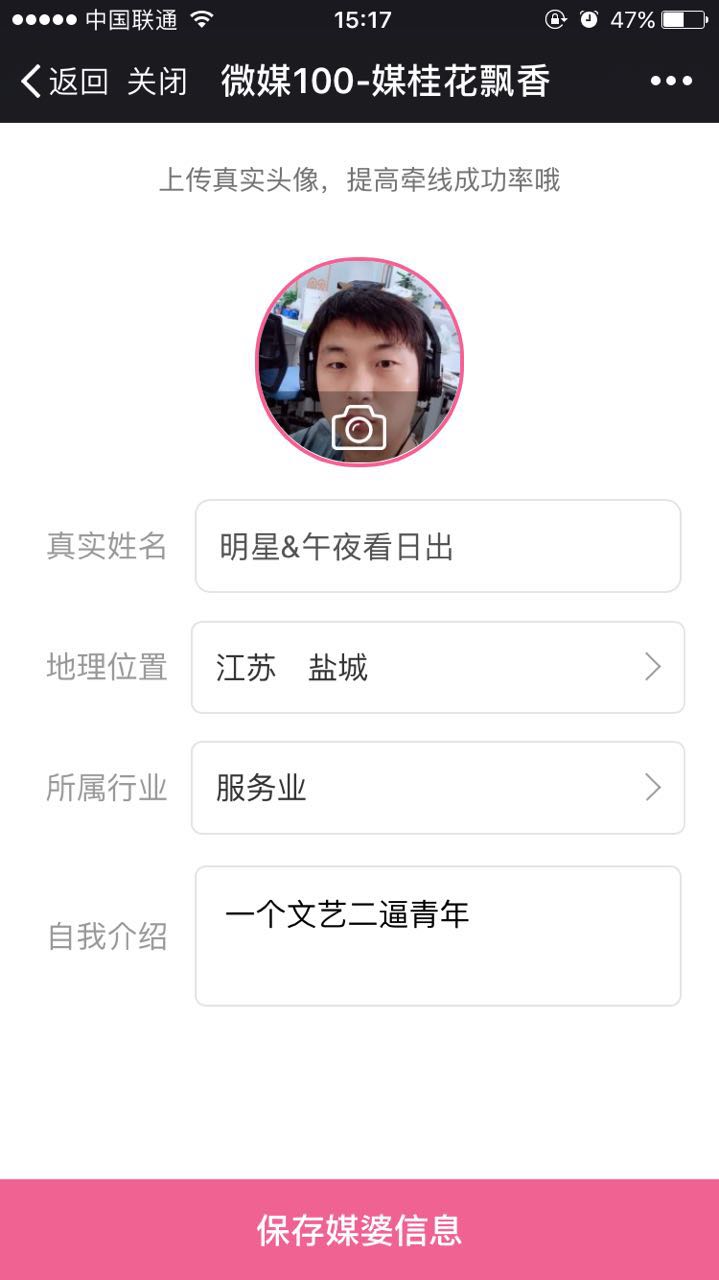 中国联通 15:17 47%
返回 关闭 微媒100-媒桂花飘香
上传真实头像，提高牵线成功率哦
真实姓名 明星&午夜看日出
地理位置 江苏 盐城
所属行业 服务业
自我介绍 一个文艺二逼青年
保存媒婆信息